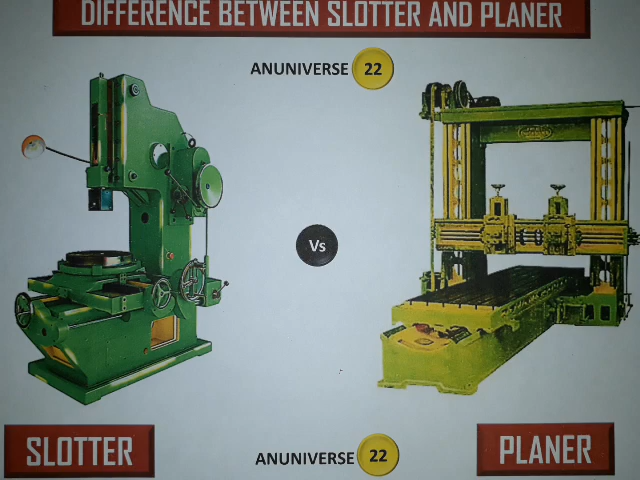 DIFFERENCE BETWEEN SLOTTER AND PLANER
ANUNIVERSE 22
Vs
SLOTTER
PLANER
ANUNIVERSE 22